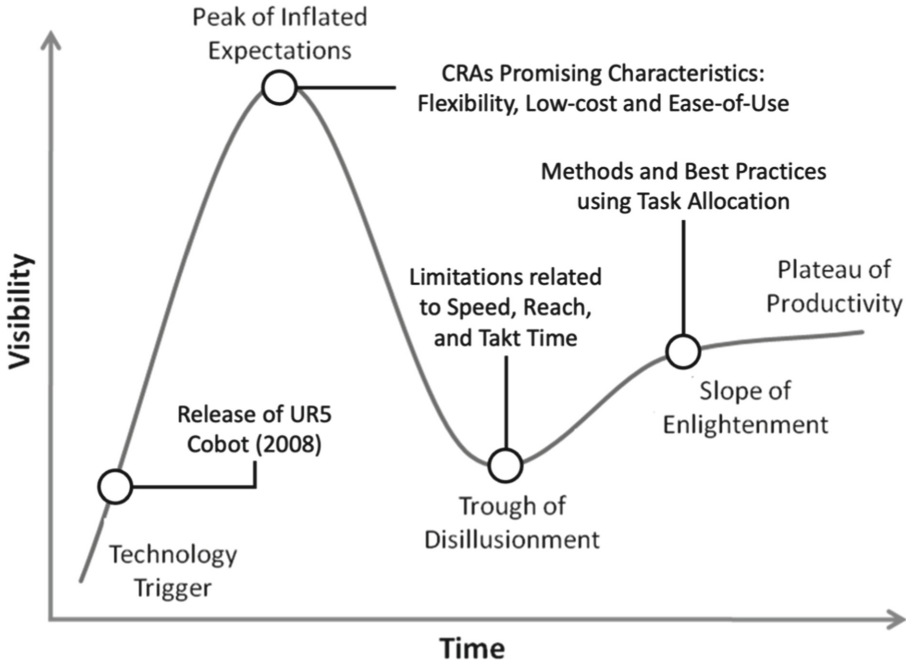 Peak of Inflated
Expectations
CRAs Promising Characteristics:
Flexibility, Low-cost and Ease-of-Use
Methods and Best Practices
using Task Allocation
Limitations related
to Speed, Reach,
and Takt Time
Plateau of
Productivity
Visibility
Release of UR5
Cobot (2008)
Slope of
Enlightenment
Trough of
Disillusionment
Technology
Trigger
Time